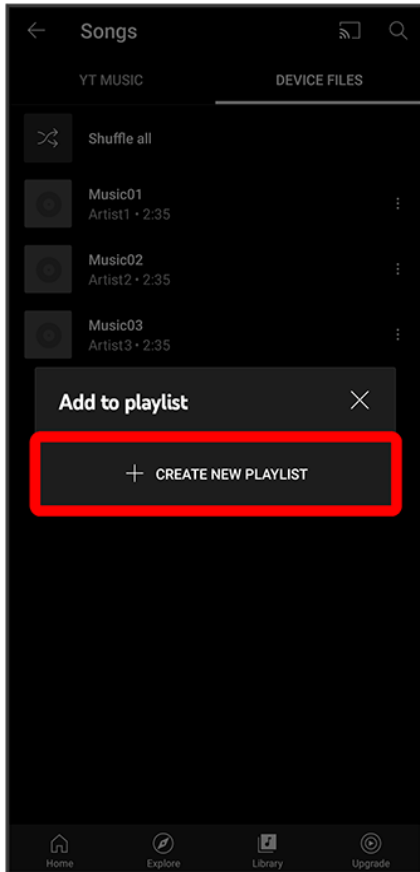 Songs
YT MUSIC
DEVICE FILES
Shuffle all
Music01
Artist1 • 2:35
Music02
Artist2 • 2:35
Music03
Artist3 • 2:35
Add to playlist
CREATE NEW PLAYLIST
Home
Explore
Library
Upgrade